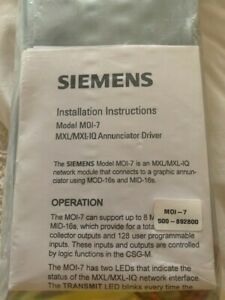 SIEMENS
Installation Instructions
Model MOI-7
MXL/MXL-IQ Annunciator Driver
The SIEMENS Model MOI-7 is an MXL/MXL-IQ
network module that connects to a graphic annun-
ciator using MOD-16s and MID-16s.
OPERATION
The MOI-7 can support up to 8 M
MID-16s, which provide for a total
collector outputs and 128 user programmable
inputs. These inputs and outputs are controlled
by logic functions in the CSG-M.
The MOI-7 has two LEDs that indicate the
status of the MXL/MXL-IQ network interface.
The TRANSMIT LED blinks every time the
MOI-7
500-892800